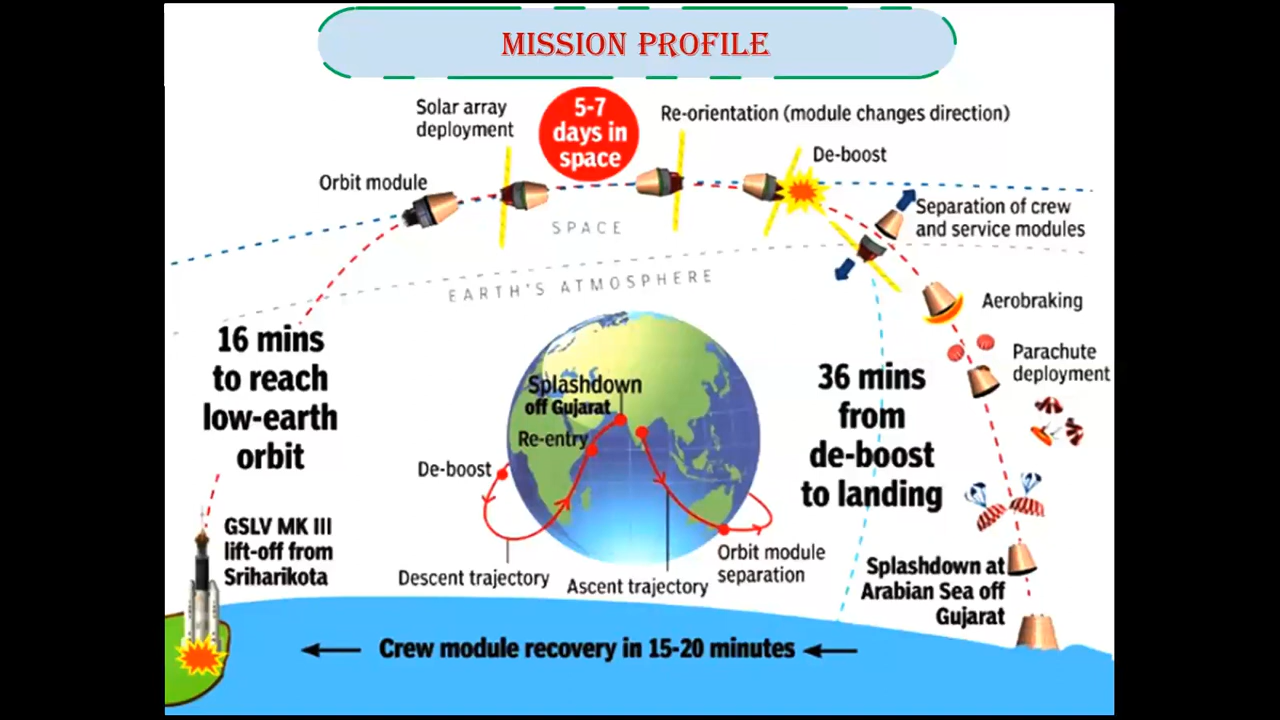 MISSION PROFILE
Solar array
deployment
5-7
days in
space
Re-orientation (module changes direction)
De-boost
Orbit module
Separation of crew
and service modules
SPACE
EARTH'S ATMOSPHERE
Aerobraking
16 mins
to reach
low-earth
orbit
Parachute
deployment
36 mins
from
de-boost
to landing
Splashdown
off Gujarat
Re-entry
De-boost
GSLV MK III
lift-off from
Sriharikota
Descent trajectory
Ascent trajectory
Orbit module
separation
Splashdown at
Arabian Sea off
Gujarat
Crew module recovery in 15-20 minutes